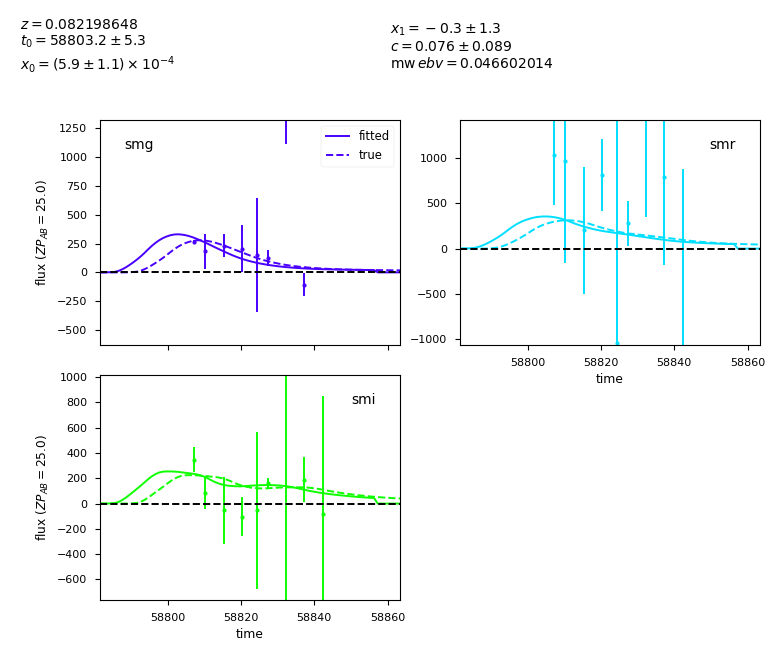 z = 0.082198648
t₀ = 58803.2 ± 5.3
x₀ = (5.9 ± 1.1) × 10⁻⁴
x₁ = −0.3 ± 1.3
c = 0.076 ± 0.089
mw ebv = 0.046602014
smg
fitted
true
1250
1000
750
500
250
0
−250
−500
flux (ZP_AB = 25.0)
smr
1000
500
0
−500
−1000
58800
58820
58840
58860
time
smi
1000
800
600
400
200
0
−200
−400
−600
flux (ZP_AB = 25.0)
58800
58820
58840
58860
time